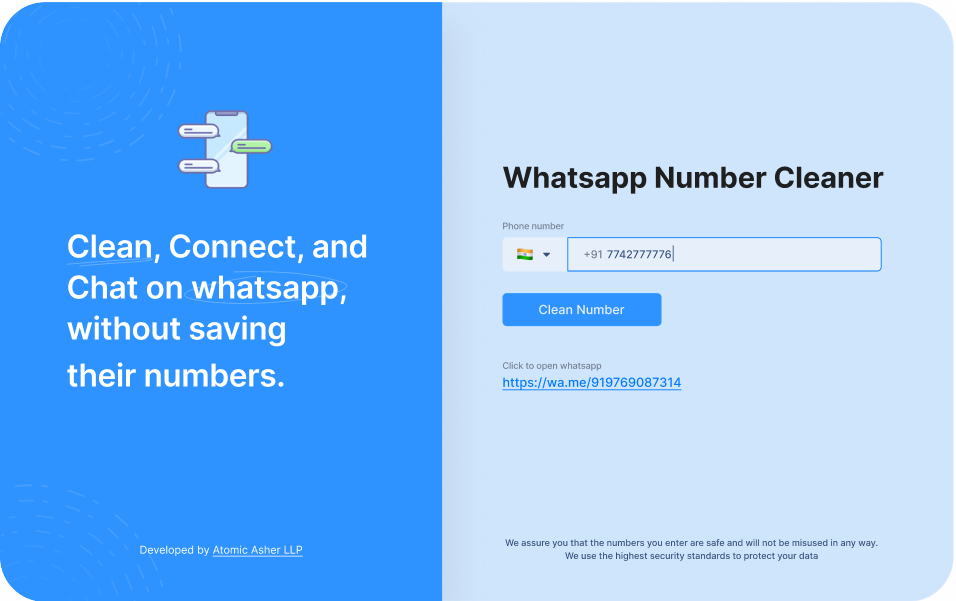 Clean, Connect, and
Chat on whatsapp,
without saving
their numbers.
Developed by Atomic Asher LLP
Whatsapp Number Cleaner
Phone number
+91 7742777776
Clean Number
Click to open whatsapp
https://wa.me/919769087314
We assure you that the numbers you enter are safe and will not be misused in any way.
We use the highest security standards to protect your data